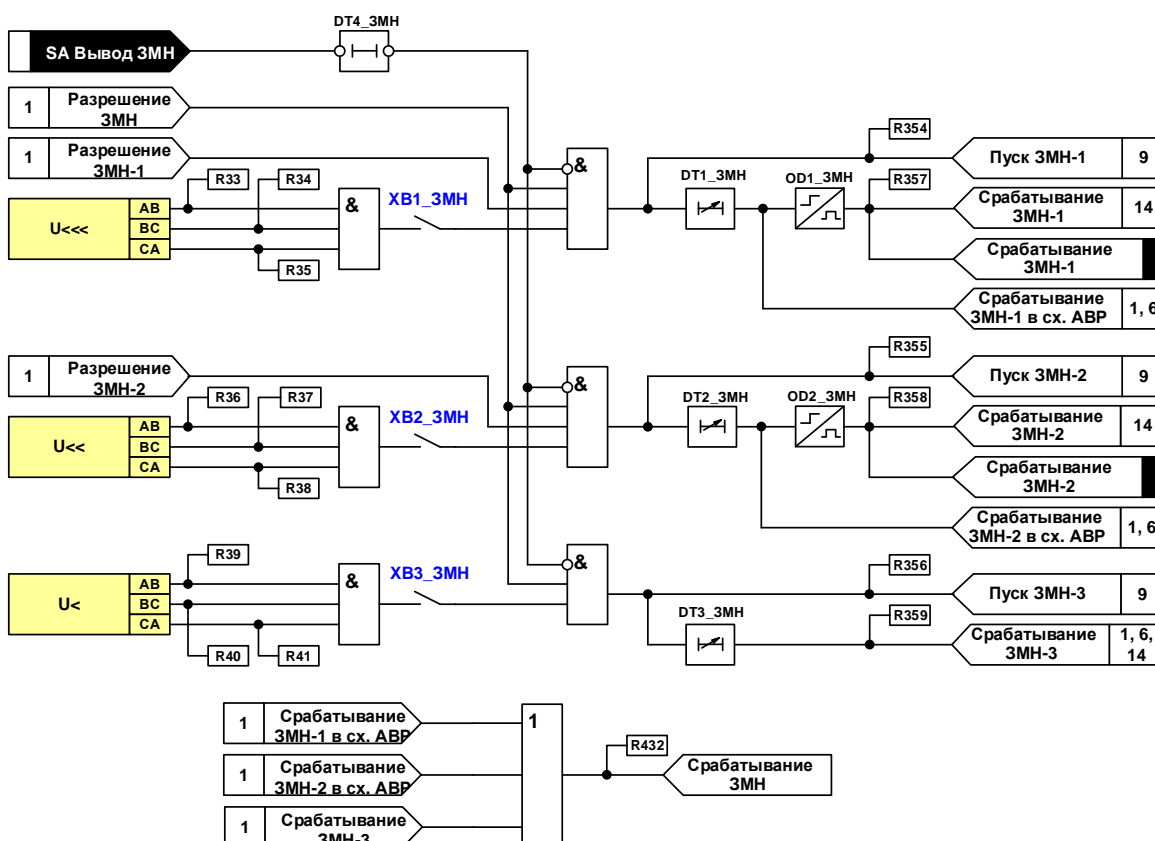 DT4_ЗМН
SA Вывод ЗМН
1 Разрешение ЗМН
1 Разрешение ЗМН-1
R33
R34
U<<<
AB
BC
CA
R35
&
XB1_ЗМН
&
R354
DT1_ЗМН
OD1_ЗМН
R357
Пуск ЗМН-1 9
Срабатывание ЗМН-1 14
Срабатывание ЗМН-1
Срабатывание ЗМН-1 в сх. АВР 1, 6
1 Разрешение ЗМН-2
R36
R37
U<<
AB
BC
CA
R38
&
XB2_ЗМН
&
R355
DT2_ЗМН
OD2_ЗМН
R358
Пуск ЗМН-2 9
Срабатывание ЗМН-2 14
Срабатывание ЗМН-2
Срабатывание ЗМН-2 в сх. АВР 1, 6
R39
U<
AB
BC
CA
R40
R41
&
XB3_ЗМН
&
R356
DT3_ЗМН
R359
Пуск ЗМН-3 9
Срабатывание ЗМН-3 1, 6, 14
1 Срабатывание ЗМН-1 в сх. АВР
1 Срабатывание ЗМН-2 в сх. АВР
1 Срабатывание ЗМН-3
1
R432
Срабатывание ЗМН